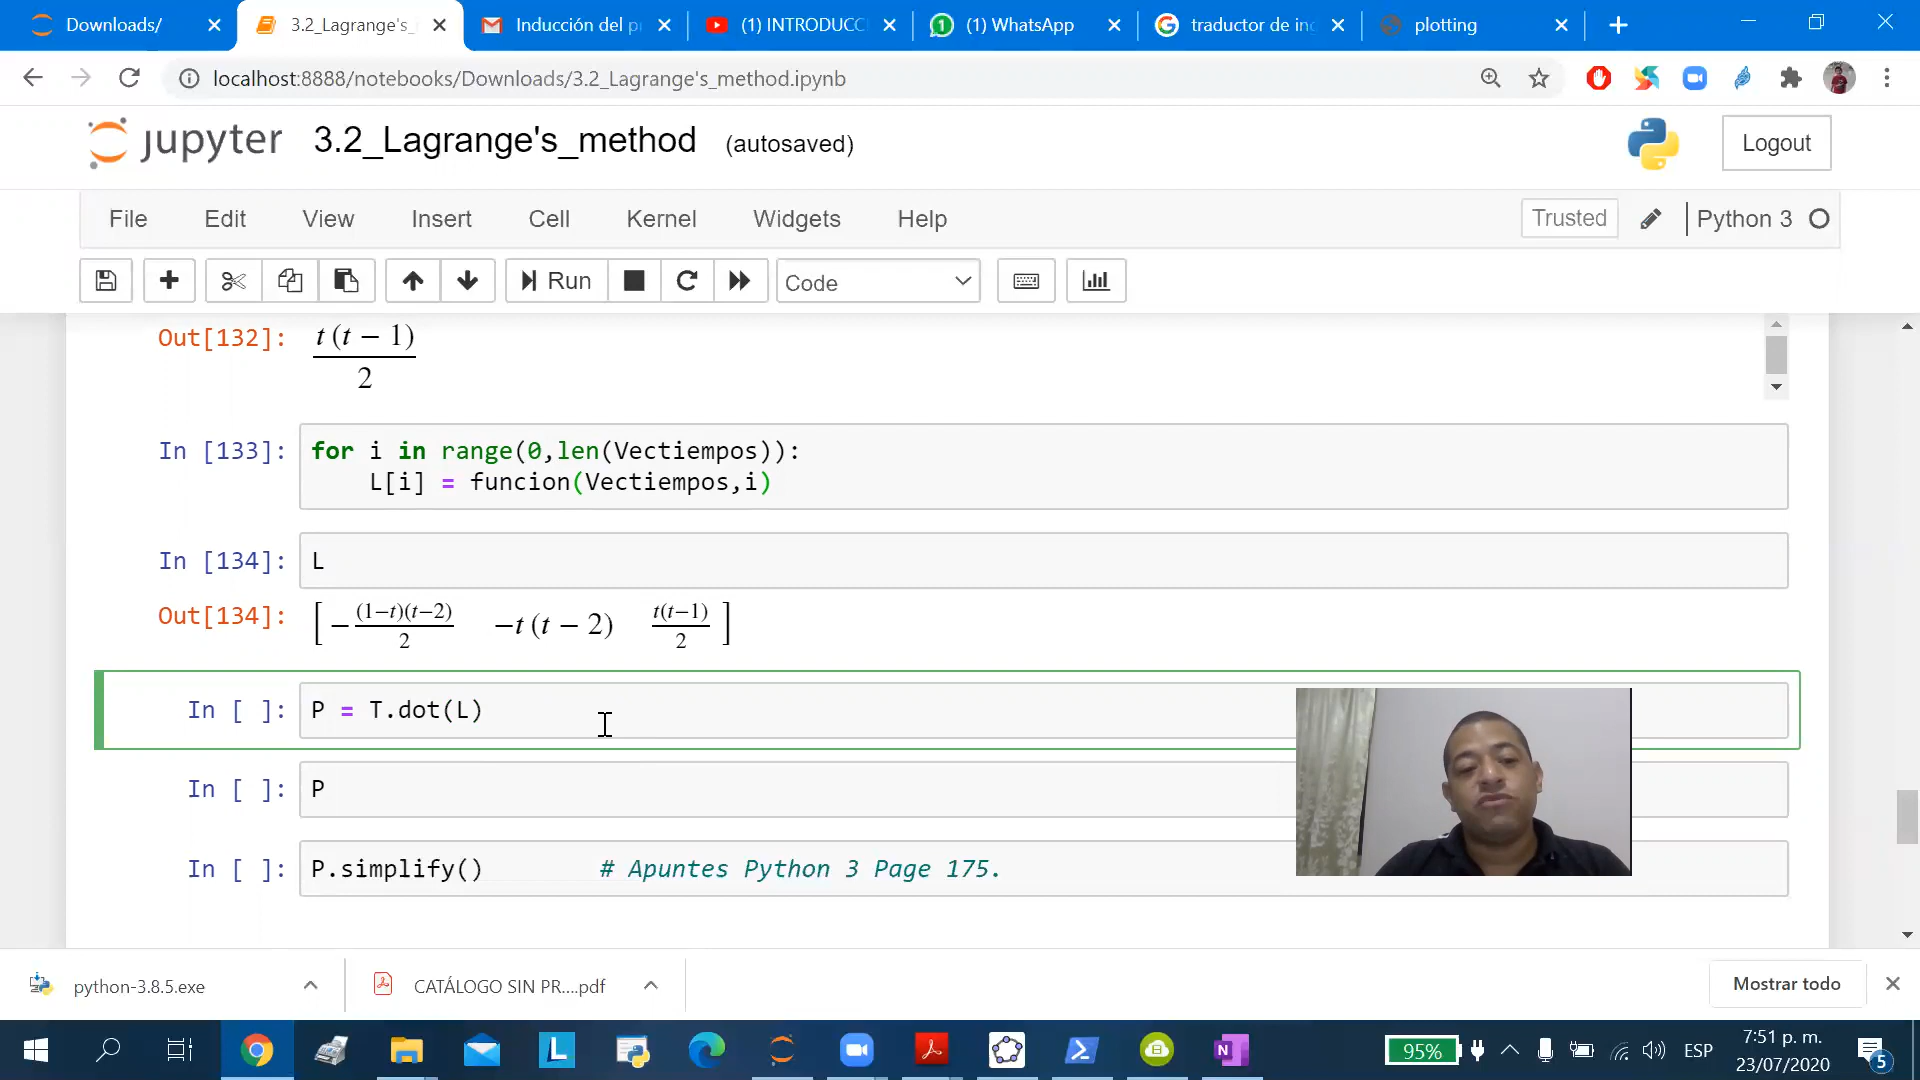 Downloads/
3.2_Lagrange's_
Inducción del p
(1) INTRODUCC
(1) WhatsApp
traductor de in
plotting
localhost:8888/notebooks/Downloads/3.2_Lagrange's_method.ipynb
jupyter 3.2_Lagrange's_method (autosaved)
Logout
File Edit View Insert Cell Kernel Widgets Help
Trusted Python 3
Run Code
Out[132]: t (t − 1)
2
In [133]: for i in range(0,len(Vectiempos)):
L[i] = funcion(Vectiempos,i)
In [134]: L
Out[134]: [ −(1−t)(t−2)/2 −t (t − 2) t(t−1)/2 ]
In [ ]: P = T.dot(L)
In [ ]: P
In [ ]: P.simplify() # Apuntes Python 3 Page 175.
python-3.8.5.exe
CATÁLOGO SIN PR....pdf
Mostrar todo
95%
ESP
7:51 p. m.
23/07/2020
5